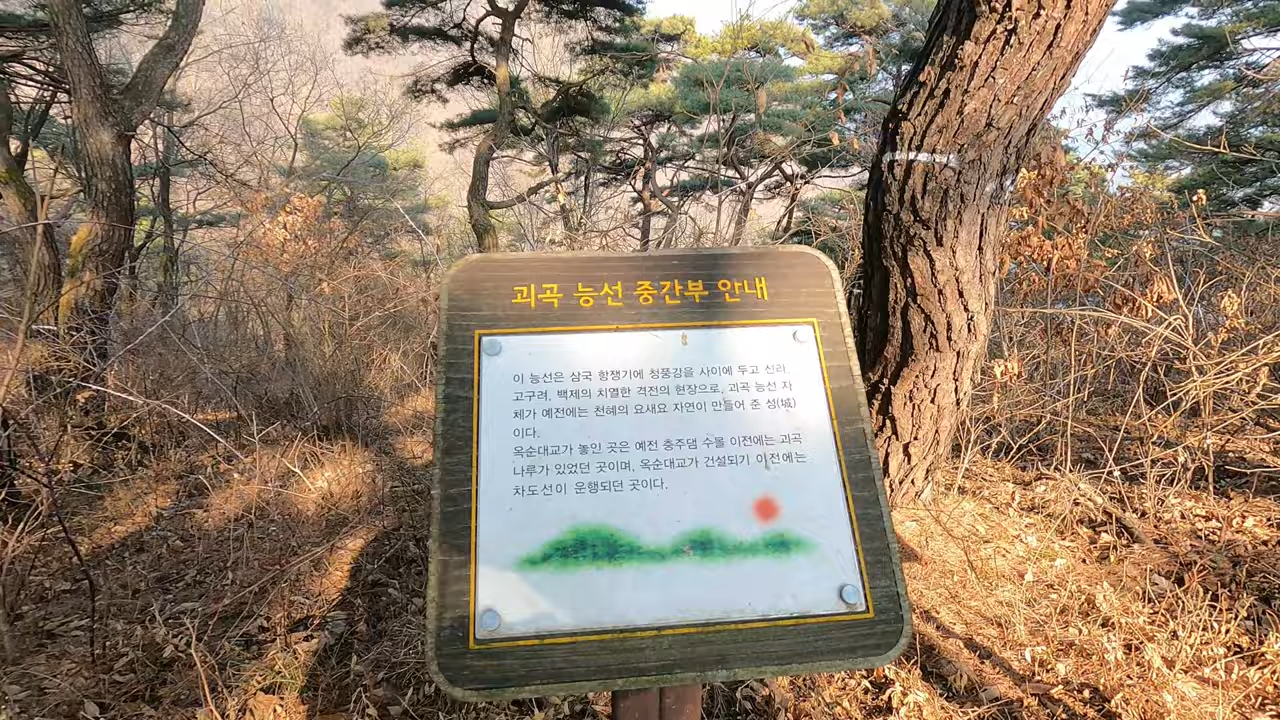 괴곡 능선 중간부 안내
이 능선은 삼국 항쟁기에 청풍강을 사이에 두고 신라,
고구려, 백제의 치열한 격전의 현장으로, 괴곡 능선 자
체가 예전에는 천혜의 요새요 자연이 만들어 준 성(城)
이다.
옥순대교가 놓인 곳은 예전 충주댐 수몰 이전에는 괴곡
나루가 있었던 곳이며, 옥순대교가 건설되기 이전에는
차도선이 운행되던 곳이다.